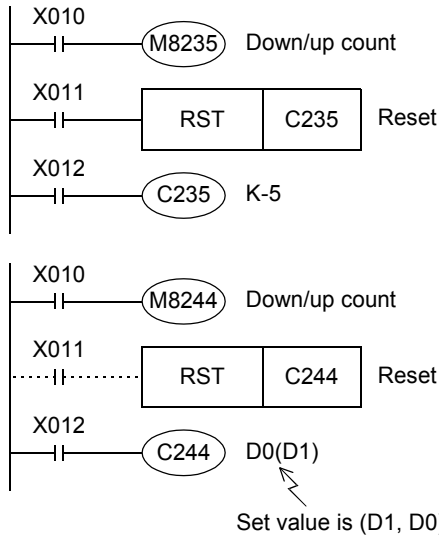 X010
M8235 Down/up count
X011
RST C235 Reset
X012
C235 K-5
X010
M8244 Down/up count
X011
RST C244 Reset
X012
C244 D0(D1)
Set value is (D1, D0